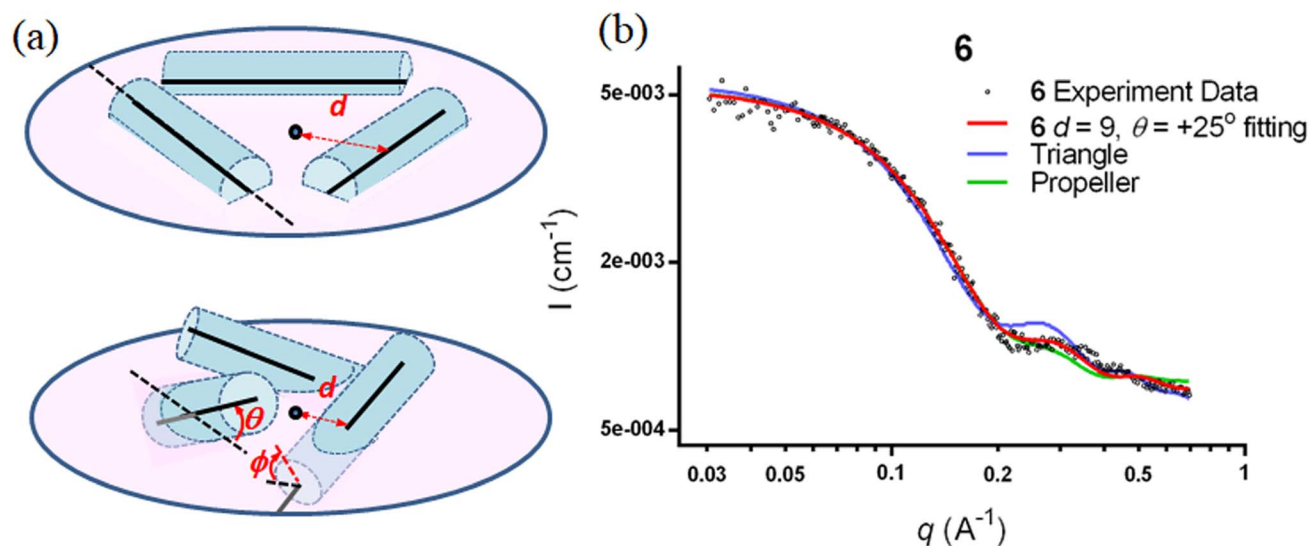 (a)
d
d
θ
ϕ
(b)
6
6 Experiment Data
6 d = 9, θ = +25° fitting
Triangle
Propeller
I (cm⁻¹)
5e-003
2e-003
5e-004
0.03 0.05 0.1 0.2 0.5 1
q (A⁻¹)